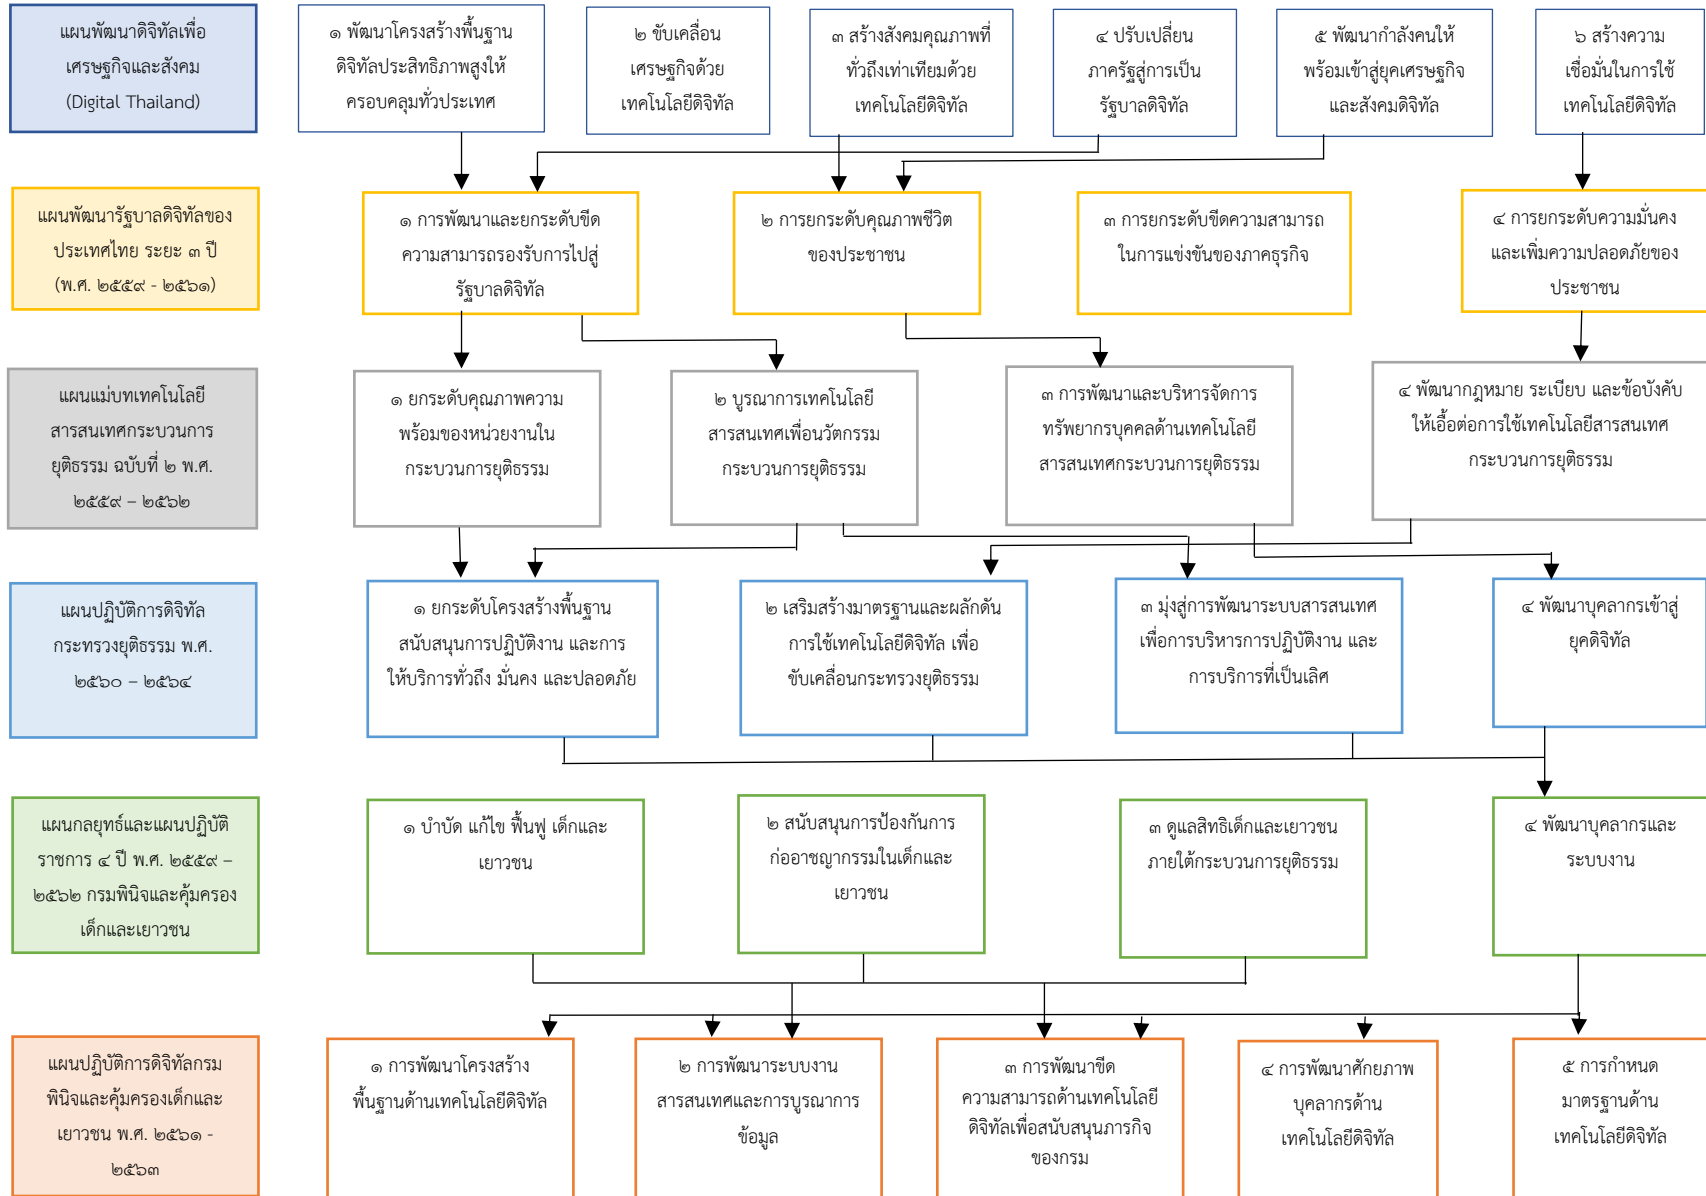 แผนพัฒนาดิจิทัลเพื่อ
เศรษฐกิจและสังคม
(Digital Thailand)
๑ พัฒนาโครงสร้างพื้นฐาน
ดิจิทัลประสิทธิภาพสูงให้
ครอบคลุมทั่วประเทศ
๒ ขับเคลื่อน
เศรษฐกิจด้วย
เทคโนโลยีดิจิทัล
๓ สร้างสังคมคุณภาพที่
ทั่วถึงเท่าเทียมด้วย
เทคโนโลยีดิจิทัล
๔ ปรับเปลี่ยน
ภาครัฐสู่การเป็น
รัฐบาลดิจิทัล
๕ พัฒนากำลังคนให้
พร้อมเข้าสู่ยุคเศรษฐกิจ
และสังคมดิจิทัล
๖ สร้างความ
เชื่อมั่นในการใช้
เทคโนโลยีดิจิทัล
แผนพัฒนารัฐบาลดิจิทัลของ
ประเทศไทย ระยะ ๓ ปี
(พ.ศ. ๒๕๕๙ - ๒๕๖๑)
๑ การพัฒนาและยกระดับขีด
ความสามารถรองรับการไปสู่
รัฐบาลดิจิทัล
๒ การยกระดับคุณภาพชีวิต
ของประชาชน
๓ การยกระดับขีดความสามารถ
ในการแข่งขันของภาคธุรกิจ
๔ การยกระดับความมั่นคง
และเพิ่มความปลอดภัยของ
ประชาชน
แผนแม่บทเทคโนโลยี
สารสนเทศกระบวนการ
ยุติธรรม ฉบับที่ ๒ พ.ศ.
๒๕๕๙ – ๒๕๖๒
๑ ยกระดับคุณภาพความ
พร้อมของหน่วยงานใน
กระบวนการยุติธรรม
๒ บูรณาการเทคโนโลยี
สารสนเทศเพื่อนวัตกรรม
กระบวนการยุติธรรม
๓ การพัฒนาและบริหารจัดการ
ทรัพยากรบุคคลด้านเทคโนโลยี
สารสนเทศกระบวนการยุติธรรม
๔ พัฒนากฎหมาย ระเบียบ และข้อบังคับ
ให้เอื้อต่อการใช้เทคโนโลยีสารสนเทศ
กระบวนการยุติธรรม
แผนปฏิบัติการดิจิทัล
กระทรวงยุติธรรม พ.ศ.
๒๕๖๐ – ๒๕๖๔
๑ ยกระดับโครงสร้างพื้นฐาน
สนับสนุนการปฏิบัติงาน และการ
ให้บริการทั่วถึง มั่นคง และปลอดภัย
๒ เสริมสร้างมาตรฐานและผลักดัน
การใช้เทคโนโลยีดิจิทัล เพื่อ
ขับเคลื่อนกระทรวงยุติธรรม
๓ มุ่งสู่การพัฒนาระบบสารสนเทศ
เพื่อการบริหารการปฏิบัติงาน และ
การบริการที่เป็นเลิศ
๔ พัฒนาบุคลากรเข้าสู่
ยุคดิจิทัล
แผนกลยุทธ์และแผนปฏิบัติ
ราชการ ๔ ปี พ.ศ. ๒๕๕๙ –
๒๕๖๒ กรมพินิจและคุ้มครอง
เด็กและเยาวชน
๑ บำบัด แก้ไข ฟื้นฟู เด็กและ
เยาวชน
๒ สนับสนุนการป้องกันการ
ก่ออาชญากรรมในเด็กและ
เยาวชน
๓ ดูแลสิทธิเด็กและเยาวชน
ภายใต้กระบวนการยุติธรรม
๔ พัฒนาบุคลากรและ
ระบบงาน
แผนปฏิบัติการดิจิทัลกรม
พินิจและคุ้มครองเด็กและ
เยาวชน พ.ศ. ๒๕๖๑ -
๒๕๖๓
๑ การพัฒนาโครงสร้าง
พื้นฐานด้านเทคโนโลยีดิจิทัล
๒ การพัฒนาระบบงาน
สารสนเทศและการบูรณาการ
ข้อมูล
๓ การพัฒนาขีด
ความสามารถด้านเทคโนโลยี
ดิจิทัลเพื่อสนับสนุนภารกิจ
ของกรม
๔ การพัฒนาศักยภาพ
บุคลากรด้าน
เทคโนโลยีดิจิทัล
๕ การกำหนด
มาตรฐานด้าน
เทคโนโลยีดิจิทัล